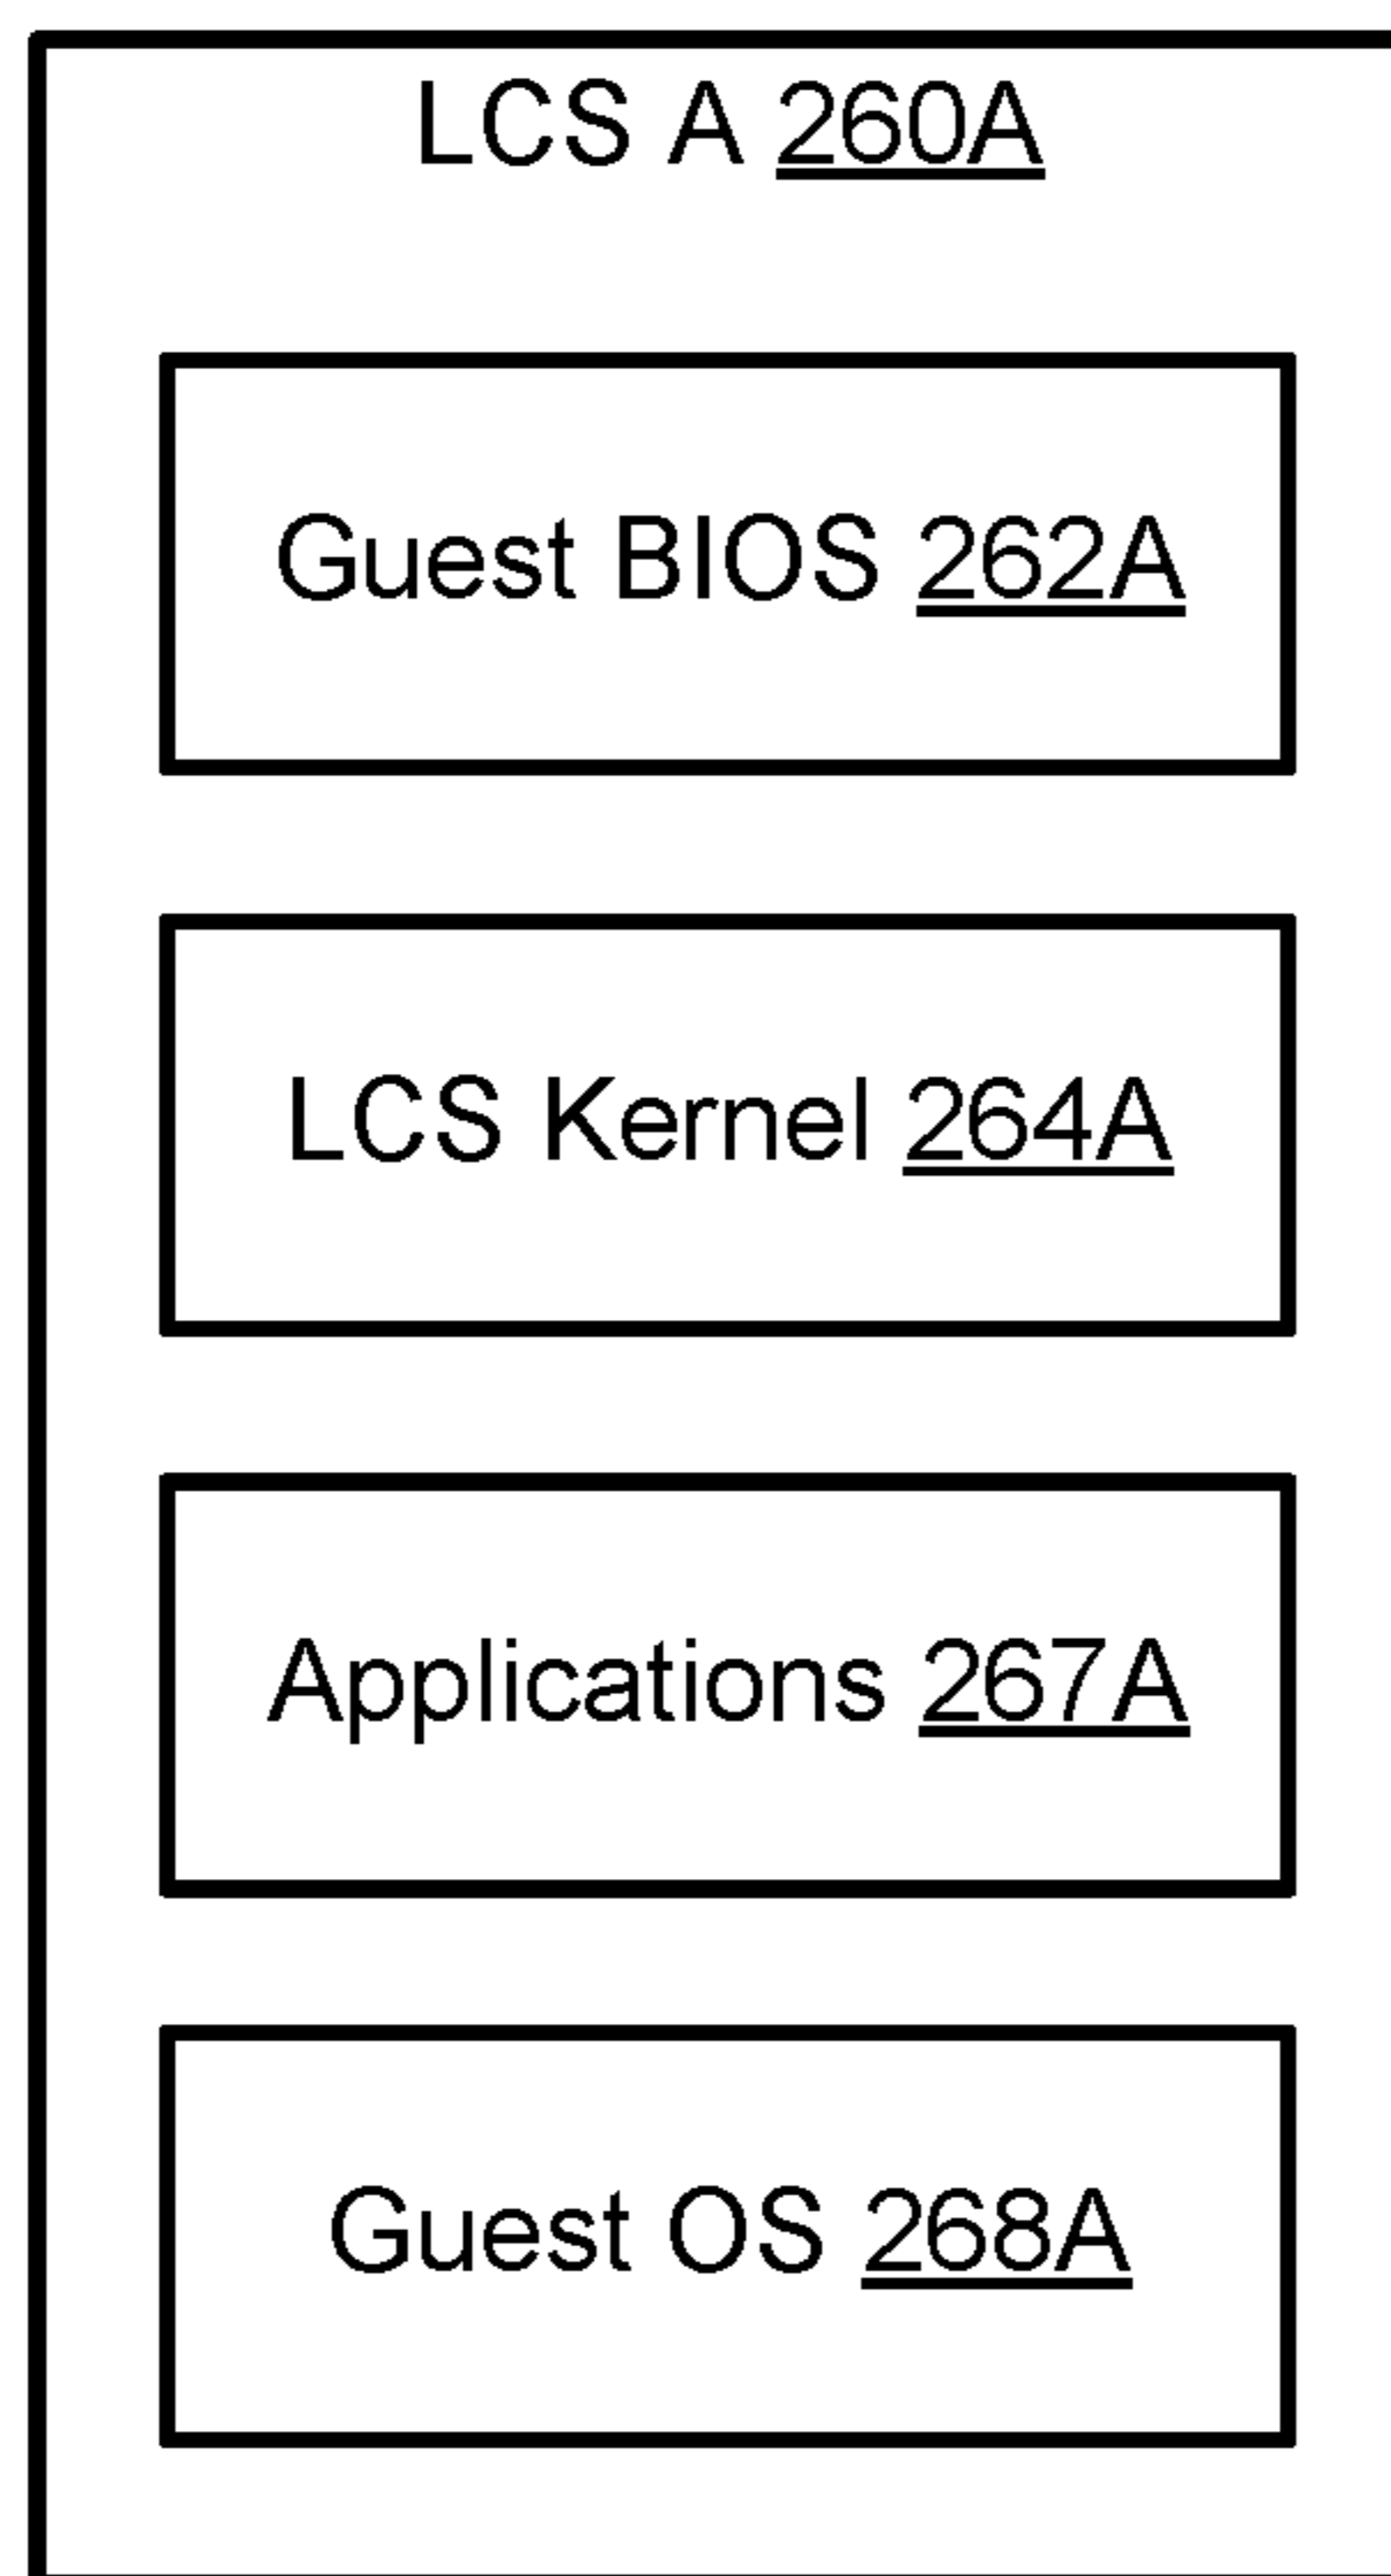 LCS A 260A
Guest BIOS 262A
LCS Kernel 264A
Applications 267A
Guest OS 268A